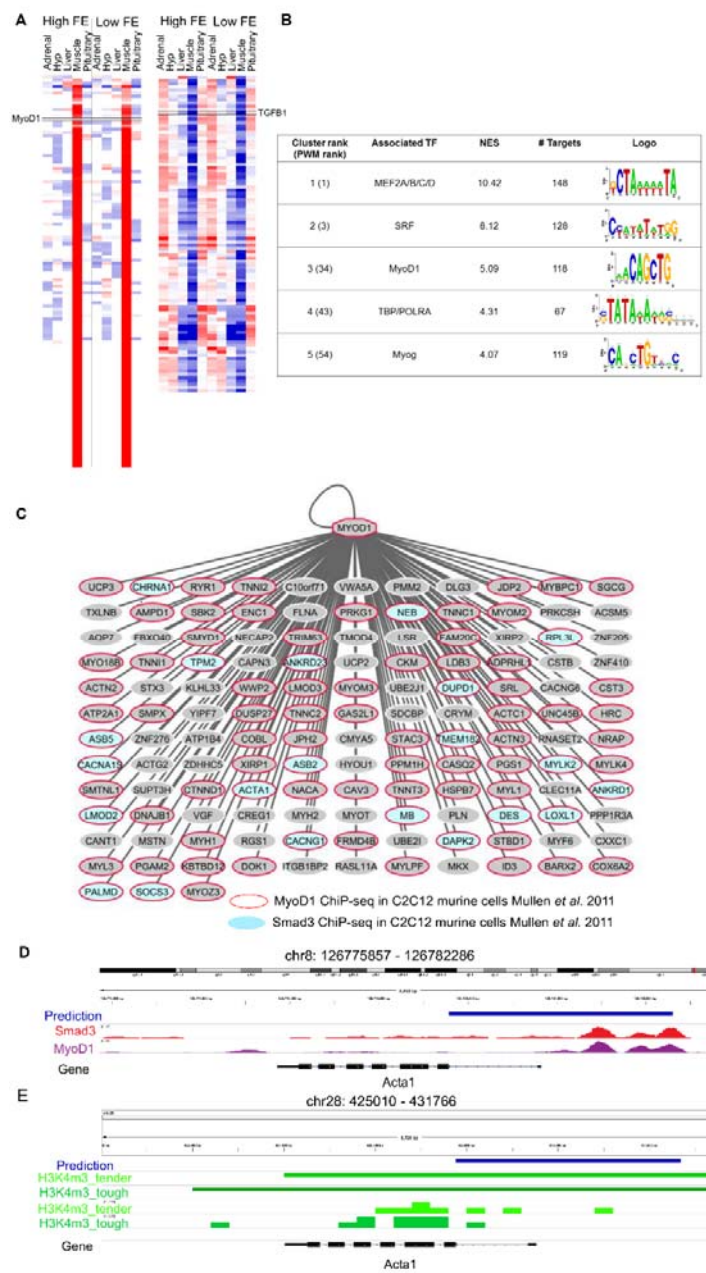 A
High FE Low FE
Adrenal Hyp Liver Muscle Pituitrary Adrenal Hyp Liver Muscle Pituitrary
High FE Low FE
Adrenal Hyp Liver Muscle Pituitrary Adrenal Hyp Liver Muscle Pituitrary
MyoD1
TGFB1
B
Cluster rank (PWM rank) Associated TF NES # Targets Logo
1 (1) MEF2A/B/C/D 10.42 148
2 (3) SRF 6.12 128
3 (34) MyoD1 5.09 118
4 (43) TBP/POLRA 4.31 67
5 (54) Myog 4.07 119
C
MYOD1
UCP3 CHRNA1 RYR1 TNNI2 C10orf71 VWA5A PMM2 DLG3 JDP2 MYBPC1 SGCG
TXLNB AMPD1 SBK2 ENC1 FLNA PRKG1 NEB TNNC1 MYOM2 PRKCSH ACSM5
AQP7 FBXO40 SMYD1 NECAP2 TRIM63 TMOD4 LSR FAM20C XIRP2 RPL3L ZNF205
MYO18B TNNI1 TPM2 CAPN3 ANKRD23 UCP2 CKM LDB3 ADPRHL1 CSTB ZNF410
ACTN2 STX3 KLHL33 WWP2 LMOD3 MYOM3 UBE2J1 DUPD1 SRL CACNG6 CST3
ATP2A1 SMPX YIPF7 DUSP27 TNNC2 GAS2L1 SDCBP CRYM ACTC1 UNC45B HRC
ASB5 ZNF276 ATP1B4 COBL JPH2 CMYA5 STAC3 TMEM182 ACTN3 RNASET2 NRAP
CACNA1S ACTG2 ZDHHC5 XIRP1 ASB2 HYOU1 PPM1H CASQ2 PGS1 MYLK2 MYLK4
SMTNL1 SUPT3H CTNND1 ACTA1 NACA CAV3 TNNT3 HSPB7 MYL1 CLEC11A ANKRD1
LMOD2 DNAJB1 VGF CREG1 MYH2 MYOT MB PLN DES LOXL1 PPP1R3A
CANT1 MSTN MYH1 RGS1 CACNG1 FRMD4B UBE2I DAPK2 STBD1 MYF6 CXXC1
MYL3 PGAM2 KBTBD12 DOK1 ITGB1BP2 RASL11A MYLPF MKX ID3 BARX2 COX6A2
PALMD SOCS3 MYOZ3
MyoD1 ChiP-seq in C2C12 murine cells Mullen et al. 2011
Smad3 ChiP-seq in C2C12 murine cells Mullen et al. 2011
D
chr8: 126775857 - 126782286
Prediction
Smad3
MyoD1
Gene
Acta1
E
chr28: 425010 - 431766
Prediction
H3K4m3_tender
H3K4m3_tough
H3K4m3_tender
H3K4m3_tough
Gene
Acta1